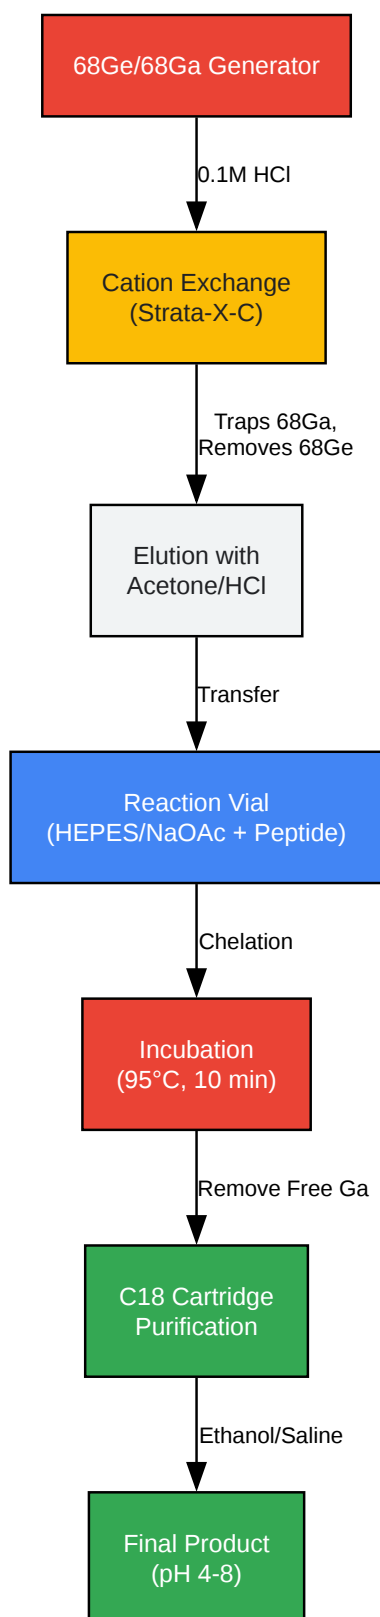 68Ge/68Ga Generator
0.1M HCl
Cation Exchange
(Strata-X-C)
Traps 68Ga,
Removes 68Ge
Elution with
Acetone/HCl
Transfer
Reaction Vial
(HEPES/NaOAc + Peptide)
Chelation
Incubation
(95°C, 10 min)
Remove Free Ga
C18 Cartridge
Purification
Ethanol/Saline
Final Product
(pH 4-8)